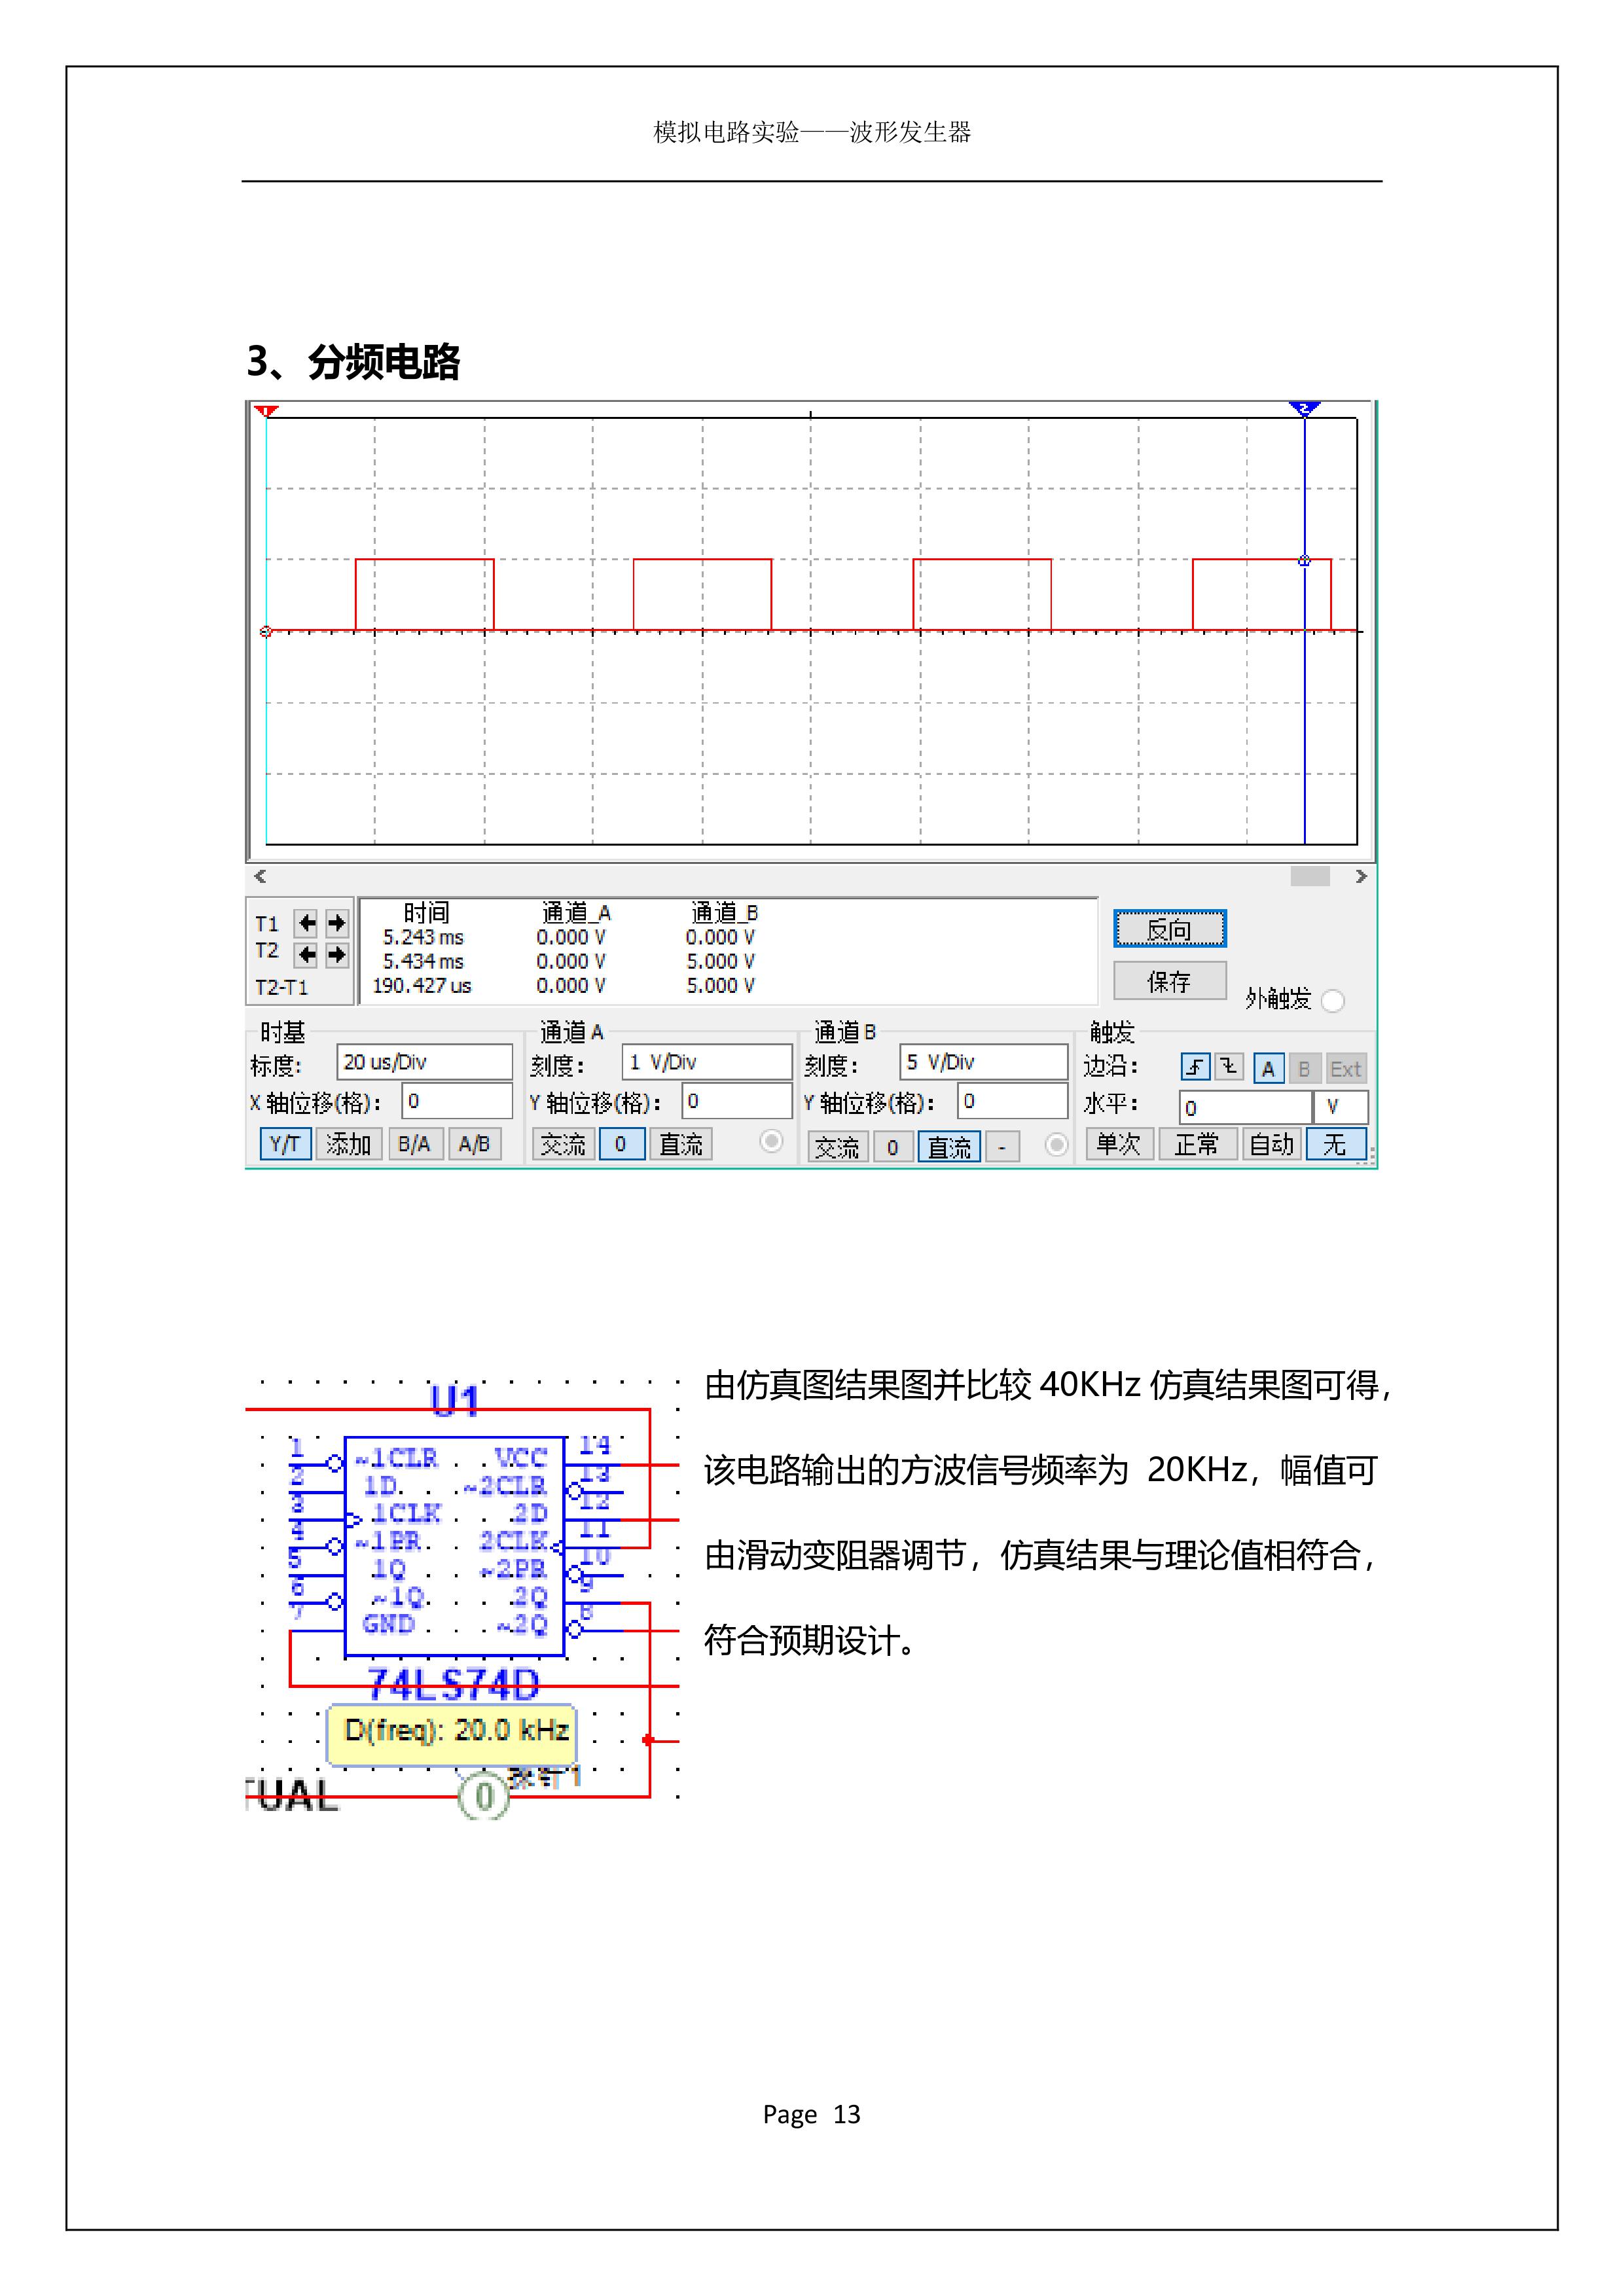 模拟电路实验——波形发生器
3、分频电路
1
2
T1
T2
T2-T1
时间 通道_A 通道_B
5.243 ms 0.000 V 0.000 V
5.434 ms 0.000 V 5.000 V
190.427 us 0.000 V 5.000 V
反向
保存
外触发
时基 通道 A 通道 B 触发
标度: 20 us/Div 刻度: 1 V/Div 刻度: 5 V/Div 边沿: A B Ext
X 轴位移(格): 0 Y 轴位移(格): 0 Y 轴位移(格): 0 水平: 0 V
Y/T 添加 B/A A/B 交流 0 直流 交流 0 直流 - 单次 正常 自动 无
U1
1 ~1CLR VCC 14
2 1D ~2CLR 13
3 1CLK 2D 12
4 ~1PR 2CLK 11
5 1Q ~2PR 10
6 ~1Q 2Q 9
7 GND ~2Q 8
74LS74D
D(freq): 20.0 kHz
探针1
TUAL 0
由仿真图结果图并比较 40KHz 仿真结果图可得，
该电路输出的方波信号频率为 20KHz，幅值可
由滑动变阻器调节，仿真结果与理论值相符合，
符合预期设计。
Page 13